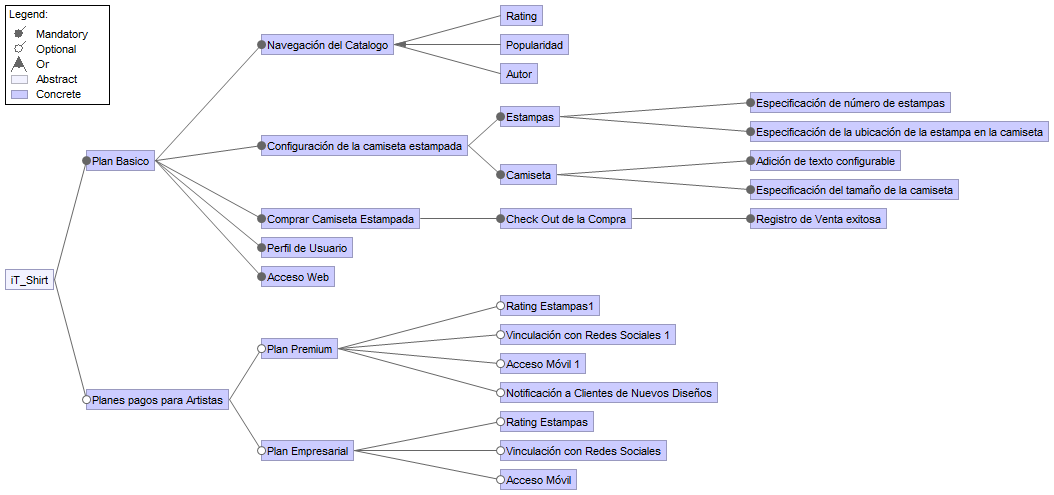 Legend:
Mandatory
Optional
Or
Abstract
Concrete
iT_Shirt
Plan Basico
Navegación del Catalogo
Rating
Popularidad
Autor
Configuración de la camiseta estampada
Estampas
Especificación de número de estampas
Especificación de la ubicación de la estampa en la camiseta
Camiseta
Adición de texto configurable
Especificación del tamaño de la camiseta
Comprar Camiseta Estampada
Check Out de la Compra
Registro de Venta exitosa
Perfil de Usuario
Acceso Web
Planes pagos para Artistas
Plan Premium
Rating Estampas1
Vinculación con Redes Sociales 1
Acceso Móvil 1
Notificación a Clientes de Nuevos Diseños
Plan Empresarial
Rating Estampas
Vinculación con Redes Sociales
Acceso Móvil